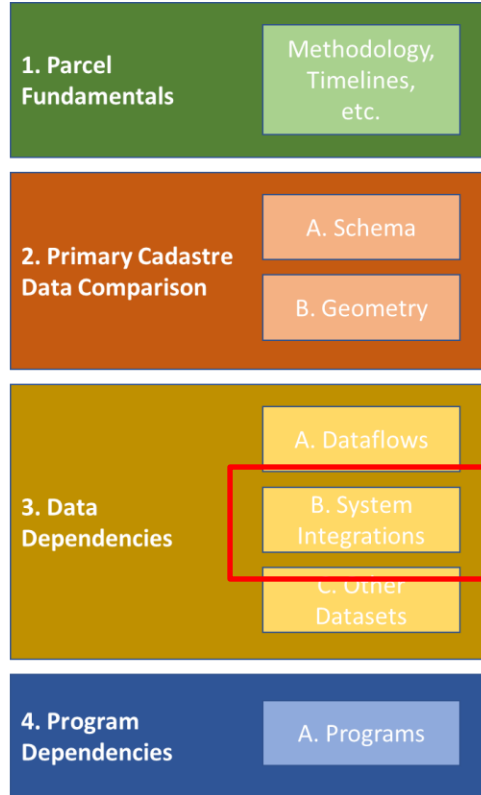 1. Parcel
Fundamentals
Methodology,
Timelines,
etc.
2. Primary Cadastre
Data Comparison
A. Schema
B. Geometry
3. Data
Dependencies
A. Dataflows
B. System
Integrations
C. Other
Datasets
4. Program
Dependencies
A. Programs